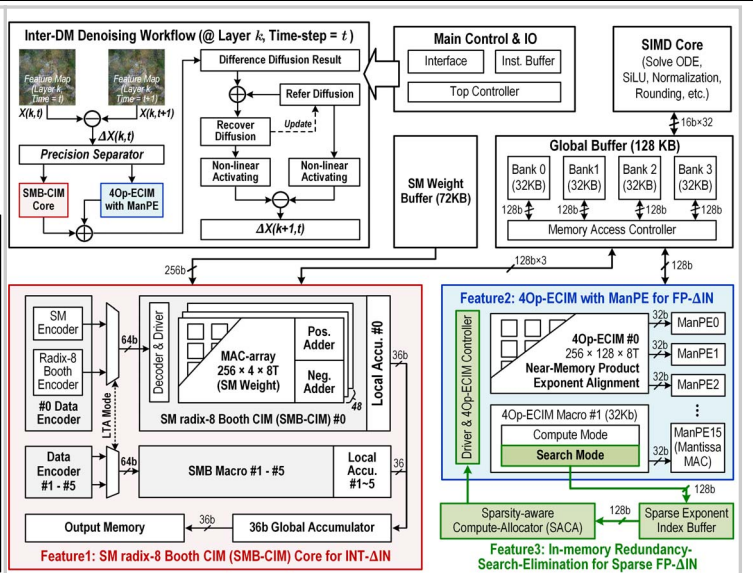 Inter-DM Denoising Workflow (@ Layer k, Time-step = t )
Feature Map
(Layer k,
Time = t)
Feature Map
(Layer k,
Time = t+1)
X(k,t)
X(k,t+1)
ΔX(k,t)
Precision Separator
SMB-CIM
Core
4Op-ECIM
with ManPE
Difference Diffusion Result
Refer Diffusion
Recover
Diffusion
Update
Non-linear
Activating
Non-linear
Activating
ΔX(k+1,t)
Main Control & IO
Interface
Inst. Buffer
Top Controller
SIMD Core
(Solve ODE,
SiLU, Normalization,
Rounding, etc.)
16b×32
SM Weight
Buffer (72KB)
Global Buffer (128 KB)
Bank 0
(32KB)
Bank1
(32KB)
Bank 2
(32KB)
Bank 3
(32KB)
128b
128b
128b
128b
Memory Access Controller
256b
128b×3
128b
SM
Encoder
Radix-8
Booth
Encoder
#0 Data
Encoder
LTA Mode
64b
Decoder & Driver
MAC-array
256 × 4 × 8T
(SM Weight)
Pos.
Adder
Neg.
Adder
48
SM radix-8 Booth CIM (SMB-CIM) #0
Local Accu. #0
36b
Data
Encoder
#1 - #5
64b
SMB Macro #1 - #5
Local
Accu.
#1~5
36
Output Memory
36b
36b Global Accumulator
Feature1: SM radix-8 Booth CIM (SMB-CIM) Core for INT-ΔIN
Feature2: 4Op-ECIM with ManPE for FP-ΔIN
Driver & 4Op-ECIM Controller
4Op-ECIM #0
256 × 128 × 8T
Near-Memory Product
Exponent Alignment
32b
ManPE0
32b
ManPE1
32b
ManPE2
4Op-ECIM Macro #1 (32Kb)
Compute Mode
Search Mode
32b
ManPE15
(Mantissa
MAC)
128b
Sparsity-aware
Compute-Allocator (SACA)
128b
Sparse Exponent
Index Buffer
Feature3: In-memory Redundancy-
Search-Elimination for Sparse FP-ΔIN